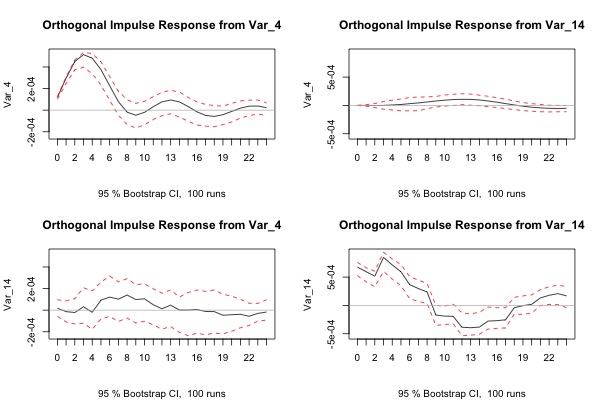 Orthogonal Impulse Response from Var_4
Var_4
-2e-04 2e-04
0 2 4 6 8 10 13 16 19 22
95 % Bootstrap CI, 100 runs
Orthogonal Impulse Response from Var_14
Var_4
-5e-04 5e-04
0 2 4 6 8 10 13 16 19 22
95 % Bootstrap CI, 100 runs
Orthogonal Impulse Response from Var_4
Var_14
-2e-04 2e-04
0 2 4 6 8 10 13 16 19 22
95 % Bootstrap CI, 100 runs
Orthogonal Impulse Response from Var_14
Var_14
-5e-04 5e-04
0 2 4 6 8 10 13 16 19 22
95 % Bootstrap CI, 100 runs